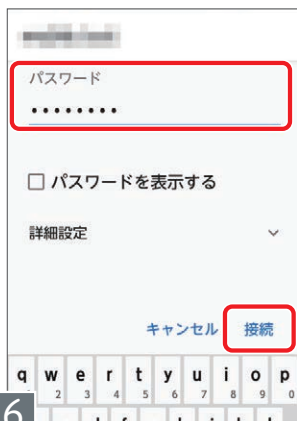 パスワード
••••••••
パスワードを表示する
詳細設定
キャンセル 接続
q w e r t y u i o p
2 3 4 5 6 7 8 9 0
6